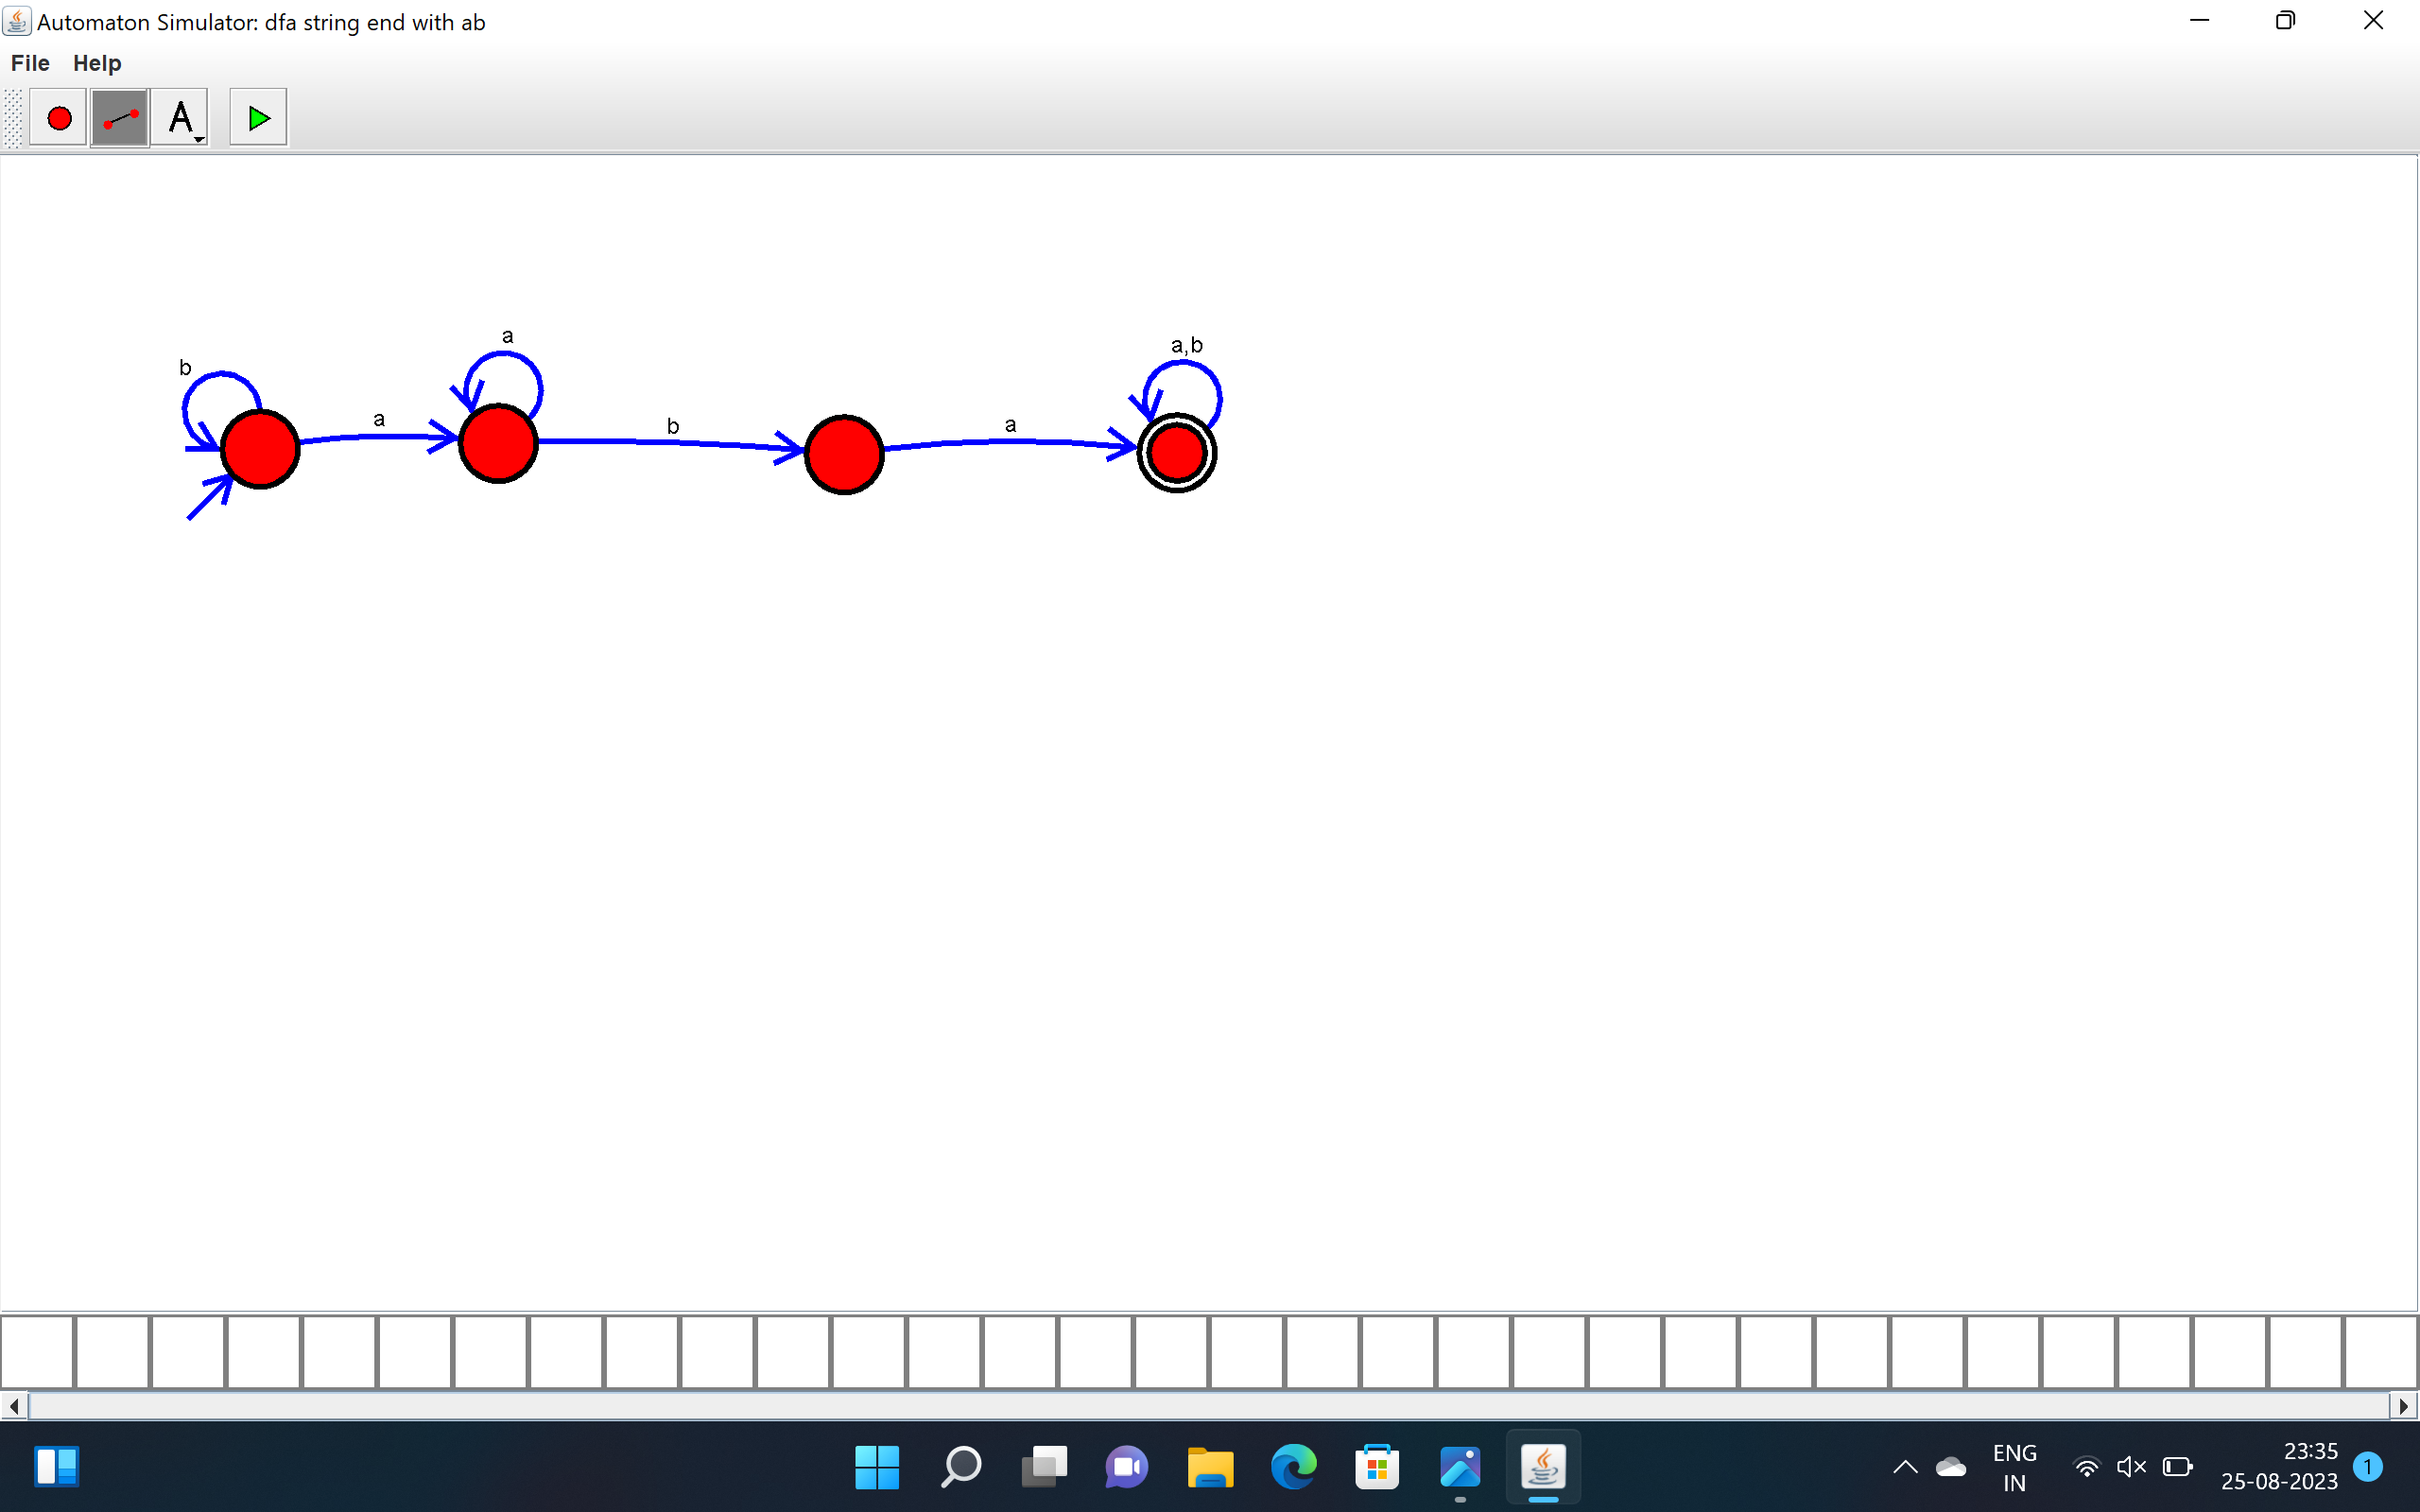 Automaton Simulator: dfa string end with ab
File Help
A
a
a,b
b
a
b
a
ENG
IN
23:35
25-08-2023
1